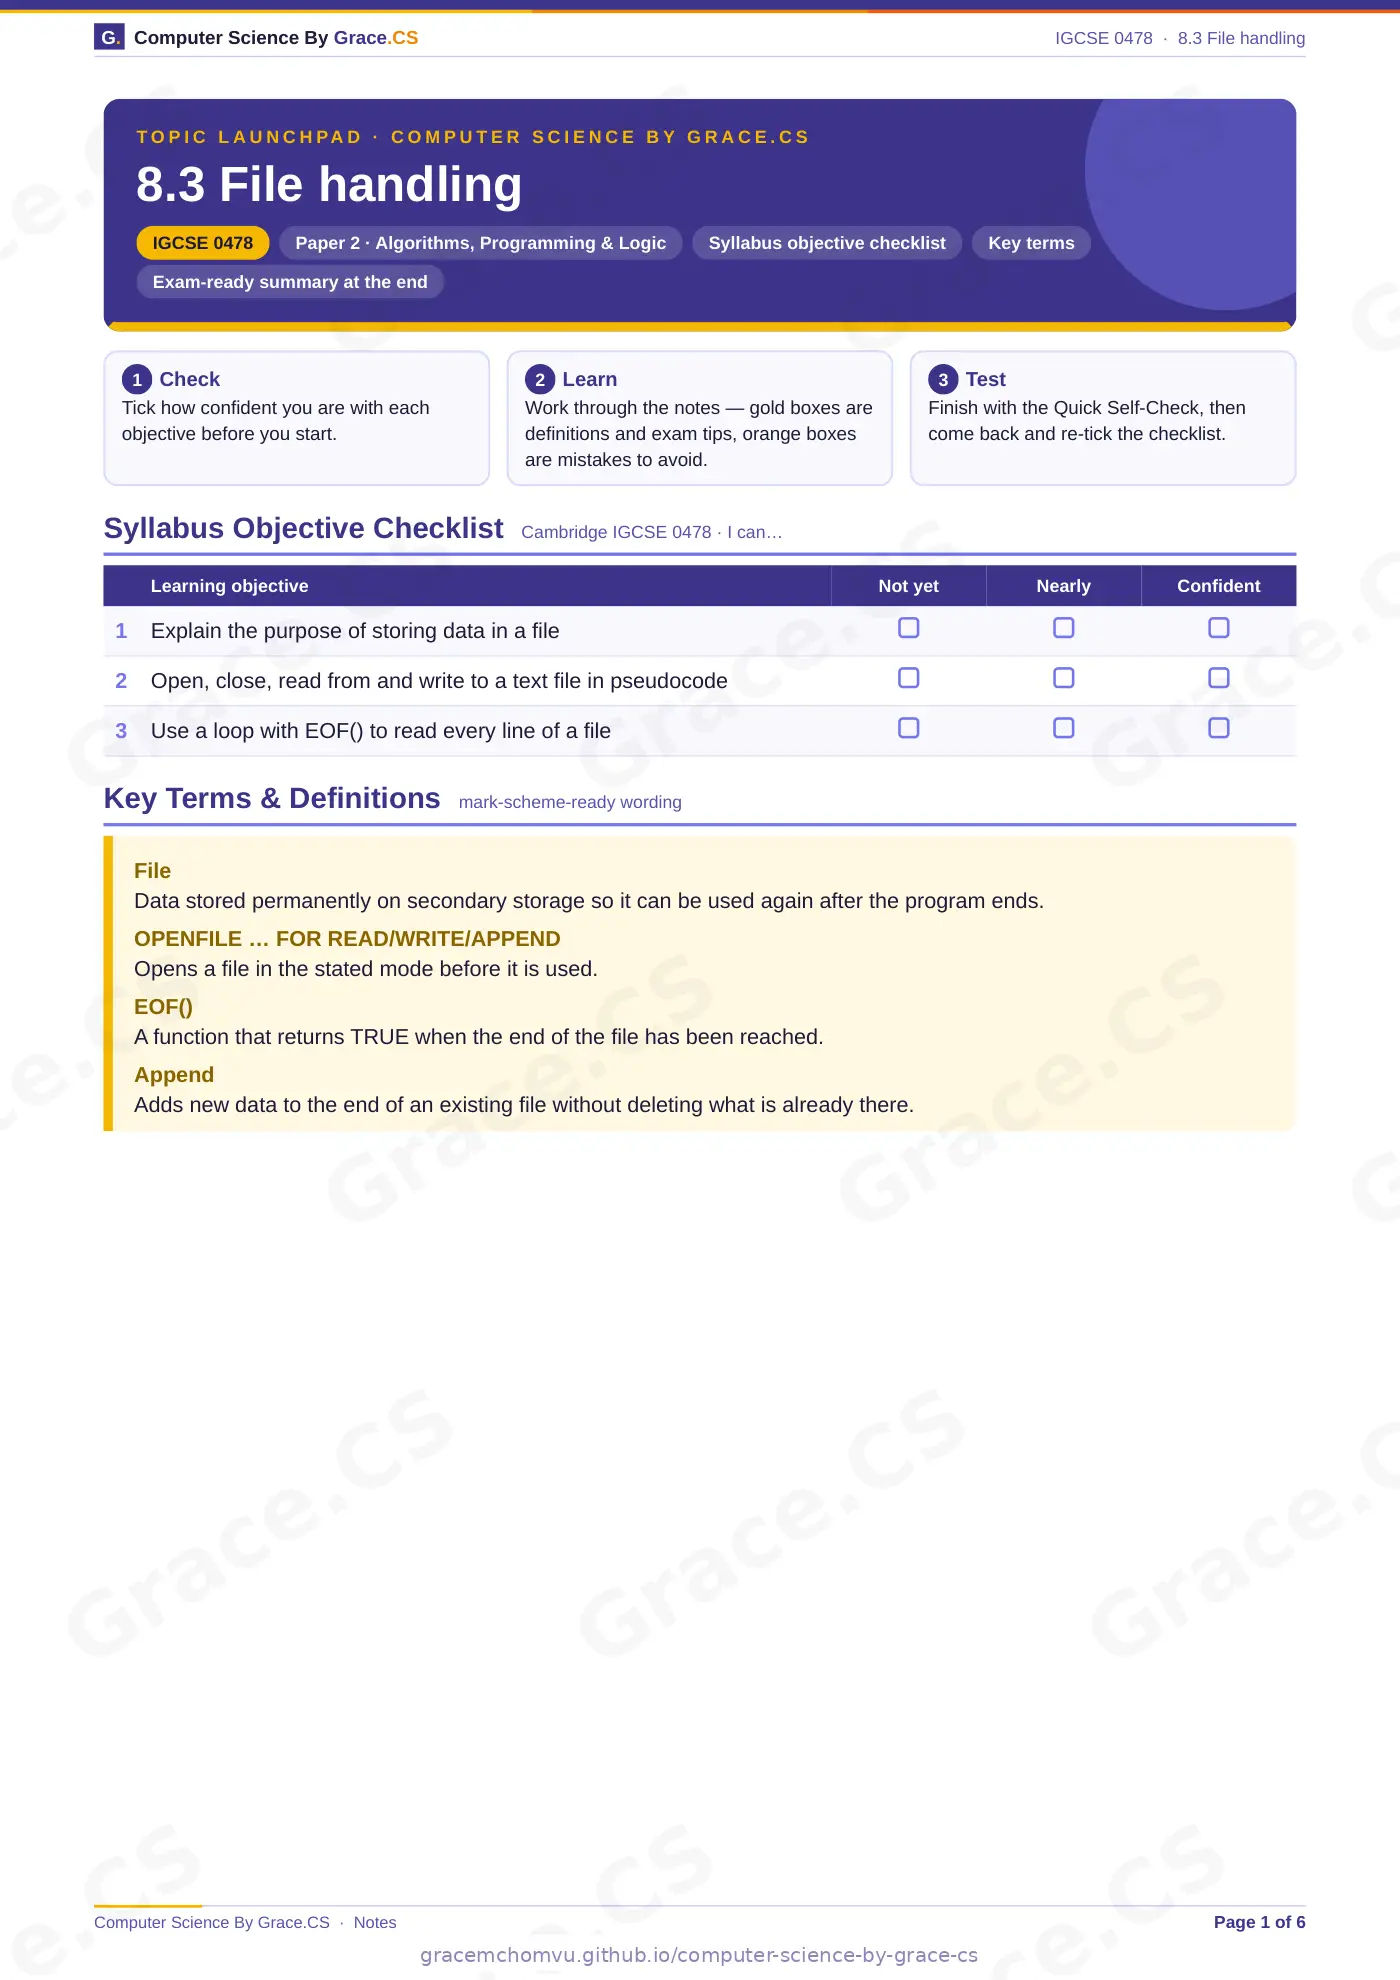 G. Computer Science By Grace.CS
IGCSE 0478 · 8.3 File handling
TOPIC LAUNCHPAD · COMPUTER SCIENCE BY GRACE.CS
8.3 File handling
IGCSE 0478 Paper 2 · Algorithms, Programming & Logic Syllabus objective checklist Key terms
Exam-ready summary at the end
1 Check
Tick how confident you are with each
objective before you start.
2 Learn
Work through the notes — gold boxes are
definitions and exam tips, orange boxes
are mistakes to avoid.
3 Test
Finish with the Quick Self-Check, then
come back and re-tick the checklist.
Syllabus Objective Checklist Cambridge IGCSE 0478 · I can…
Learning objective Not yet Nearly Confident
1 Explain the purpose of storing data in a file
2 Open, close, read from and write to a text file in pseudocode
3 Use a loop with EOF() to read every line of a file
Key Terms & Definitions mark-scheme-ready wording
File
Data stored permanently on secondary storage so it can be used again after the program ends.
OPENFILE … FOR READ/WRITE/APPEND
Opens a file in the stated mode before it is used.
EOF()
A function that returns TRUE when the end of the file has been reached.
Append
Adds new data to the end of an existing file without deleting what is already there.
Computer Science By Grace.CS · Notes
Page 1 of 6
gracemchomvu.github.io/computer-science-by-grace-cs